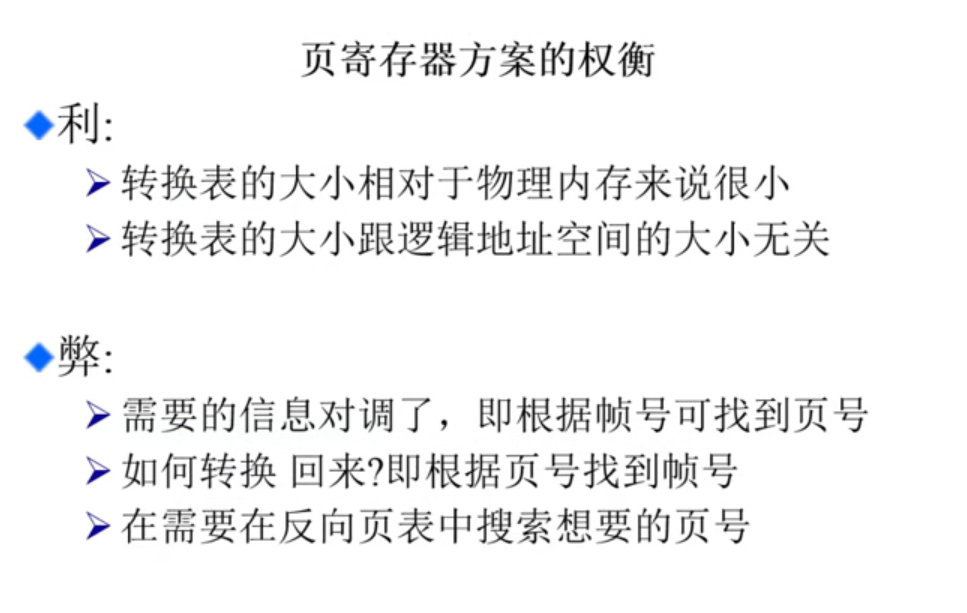 页寄存器方案的权衡
利:
转换表的大小相对于物理内存来说很小
转换表的大小跟逻辑地址空间的大小无关
弊:
需要的信息对调了，即根据帧号可找到页号
如何转换 回来?即根据页号找到帧号
在需要在反向页表中搜索想要的页号